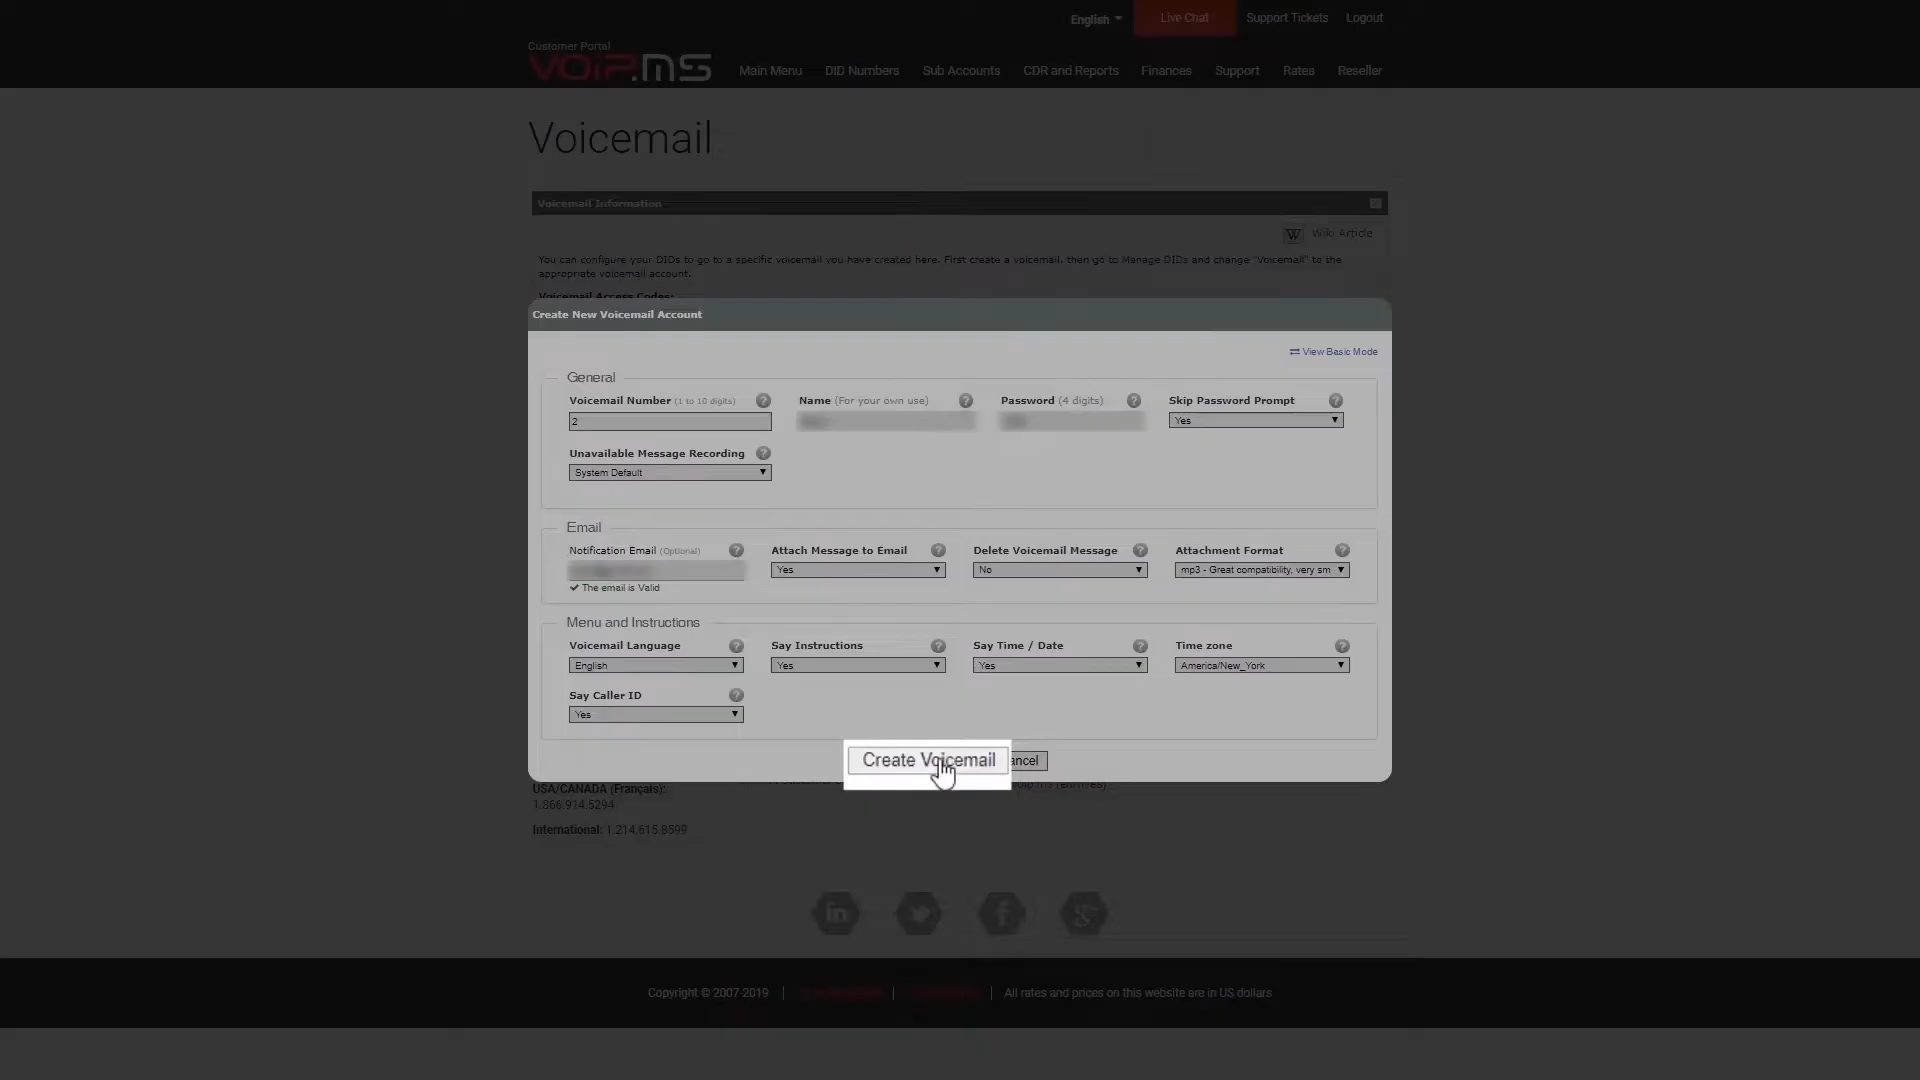 English
Live Chat
Support Tickets
Logout
Customer Portal
VOIP.MS
Main Menu
DID Numbers
Sub Accounts
CDR and Reports
Finances
Support
Rates
Reseller
Voicemail
Voicemail Information
W Wiki Article
You can configure your DIDs to go to a specific voicemail you have created here. First create a voicemail, then go to Manage DIDs and change "Voicemail" to the
appropriate voicemail account.
Voicemail Access Codes:
Create New Voicemail Account
View Basic Mode
General
Voicemail Number (1 to 10 digits) ?
Name (For your own use) ?
Password (4 digits) ?
Skip Password Prompt ?
2
Yes
Unavailable Message Recording ?
System Default
Email
Notification Email (Optional) ?
Attach Message to Email ?
Delete Voicemail Message ?
Attachment Format ?
Yes
No
mp3 - Great compatibility, very sm
The email is Valid
Menu and Instructions
Voicemail Language ?
Say Instructions ?
Say Time / Date ?
Time zone ?
English
Yes
Yes
America/New_York
Say Caller ID ?
Yes
Create Voicemail
ancel
USA/CANADA (Français):
1.866.914.5294
International: 1.214.615.8599
in
f
g+
Copyright © 2007-2019
All rates and prices on this website are in US dollars